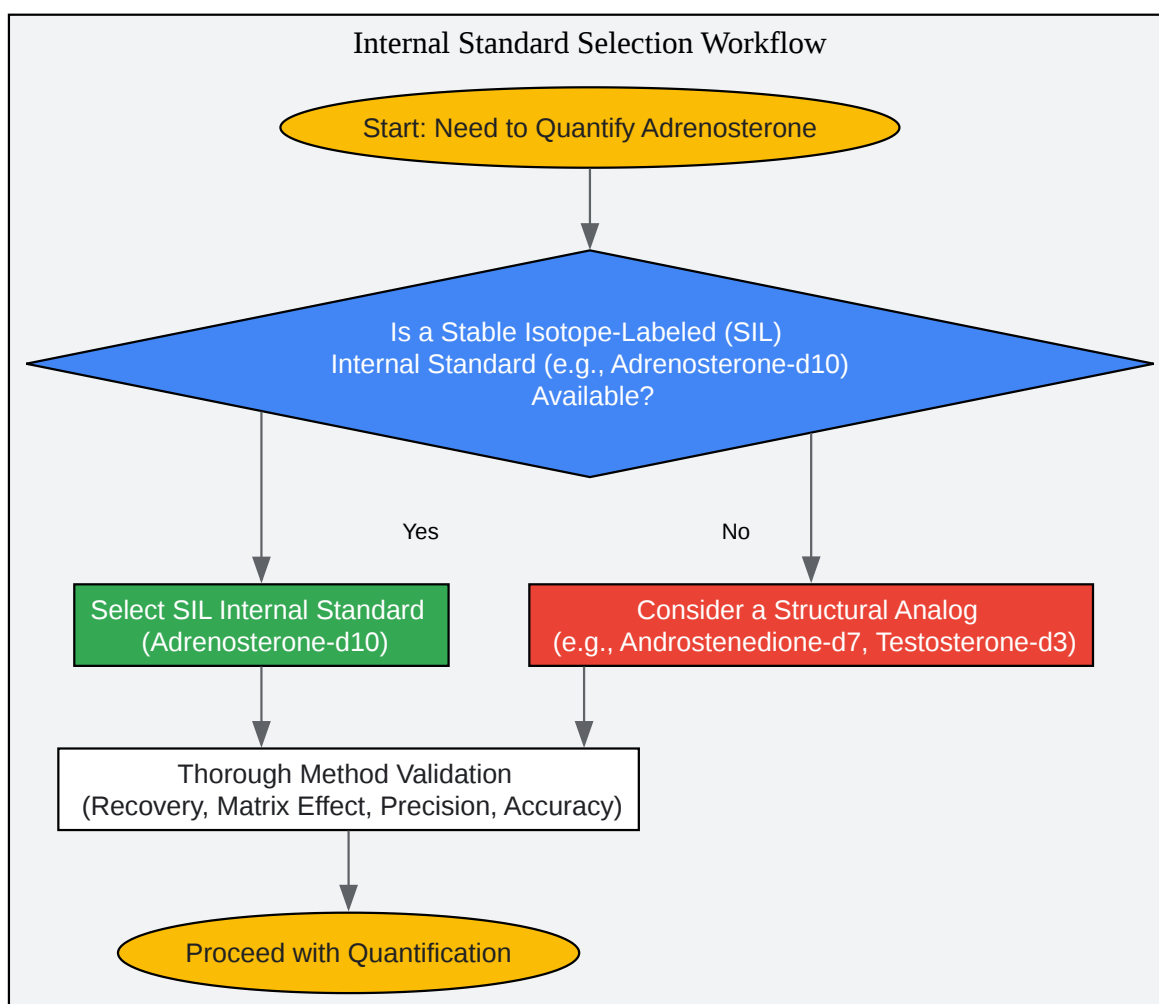 Internal Standard Selection Workflow
Start: Need to Quantify Adrenosterone
Is a Stable Isotope-Labeled (SIL)
Internal Standard (e.g., Adrenosterone-d10)
Available?
Yes
No
Select SIL Internal Standard
(Adrenosterone-d10)
Consider a Structural Analog
(e.g., Androstenedione-d7, Testosterone-d3)
Thorough Method Validation
(Recovery, Matrix Effect, Precision, Accuracy)
Proceed with Quantification